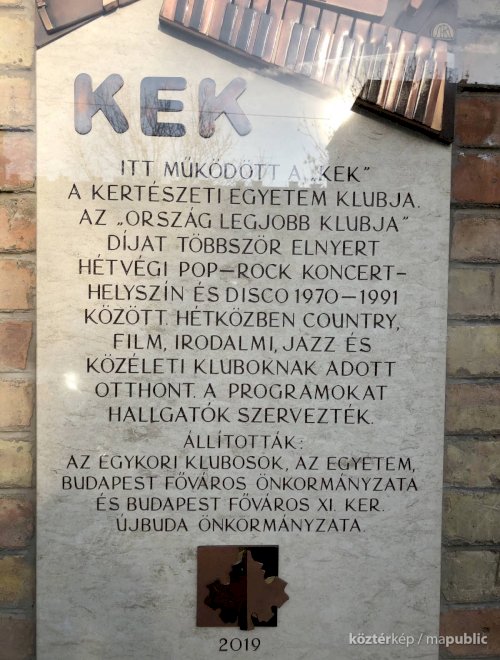 KEK
ITT MŰKÖDÖTT A „KEK”
A KERTÉSZETI EGYETEM KLUBJA.
AZ „ORSZÁG LEGJOBB KLUBJA”
DÍJAT TÖBBSZÖR ELNYERT
HÉTVÉGI POP–ROCK KONCERT–
HELYSZÍN ÉS DISCO 1970–1991
KÖZÖTT. HÉTKÖZBEN COUNTRY,
FILM, IRODALMI, JAZZ ÉS
KÖZÉLETI KLUBOKNAK ADOTT
OTTHONT. A PROGRAMOKAT
HALLGATÓK SZERVEZTÉK.
ÁLLÍTOTTÁK:
AZ EGYKORI KLUBOSOK, AZ EGYETEM,
BUDAPEST FŐVÁROS ÖNKORMÁNYZATA
ÉS BUDAPEST FŐVÁROS XI. KER.
ÚJBUDA ÖNKORMÁNYZATA.
2019
köztérkép / mapublic